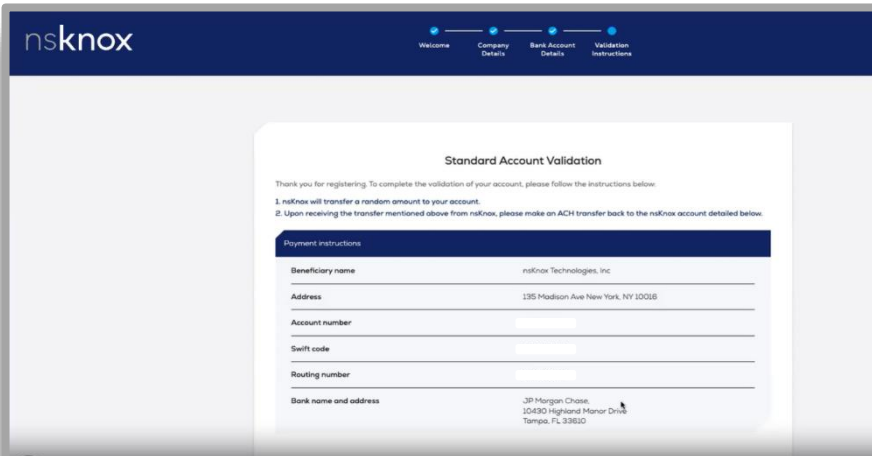 nsknox
Welcome
Company
Details
Bank Account
Details
Validation
Instructions
Standard Account Validation
Thank you for registering. To complete the validation of your account, please follow the instructions below:
1. nsKnox will transfer a random amount to your account.
2. Upon receiving the transfer mentioned above from nsKnox, please make an ACH transfer back to the nsKnox account detailed below.
Payment instructions
Beneficiary name nsKnox Technologies, inc
Address 135 Madison Ave New York, NY 10016
Account number
Swift code
Routing number
Bank name and address JP Morgan Chase,
10430 Highland Manor Drive
Tampa, FL 33610